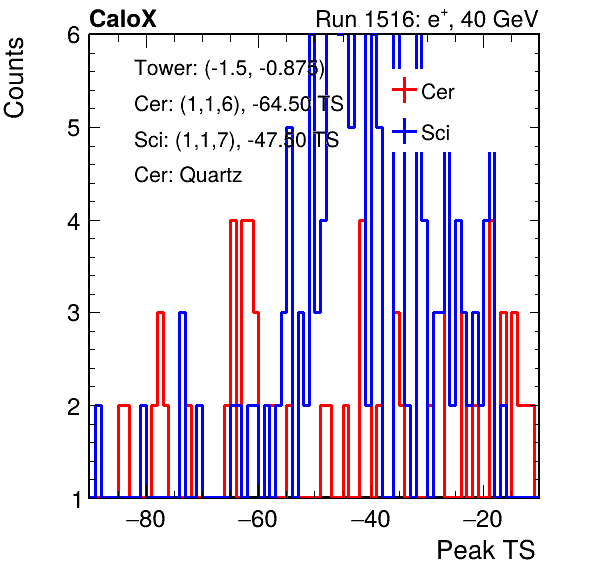 CaloX Run 1516: e⁺, 40 GeV
Counts
6
5
4
3
2
1
Tower: (-1.5, -0.875)
Cer: (1,1,6), -64.50 TS
Sci: (1,1,7), -47.50 TS
Cer: Quartz
Cer
Sci
−80 −60 −40 −20
Peak TS